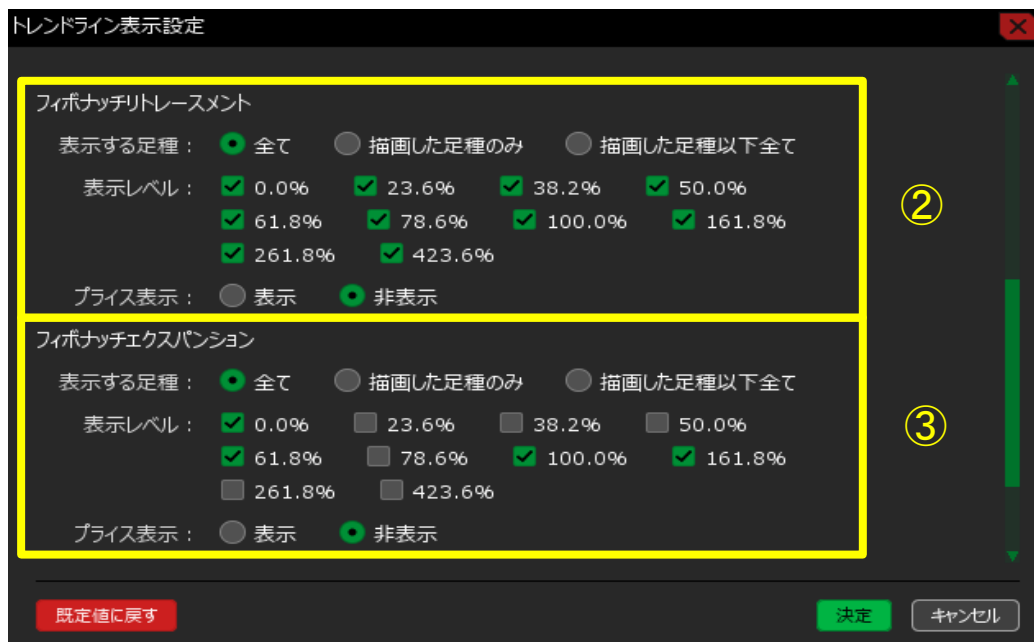 トレンドライン表示設定
フィボナッチリトレースメント
表示する足種： 全て 描画した足種のみ 描画した足種以下全て
表示レベル： 0.0% 23.6% 38.2% 50.0%
61.8% 78.6% 100.0% 161.8%
261.8% 423.6%
プライス表示： 表示 非表示
②
フィボナッチエクスパンション
表示する足種： 全て 描画した足種のみ 描画した足種以下全て
表示レベル： 0.0% 23.6% 38.2% 50.0%
61.8% 78.6% 100.0% 161.8%
261.8% 423.6%
プライス表示： 表示 非表示
③
既定値に戻す 決定 キャンセル